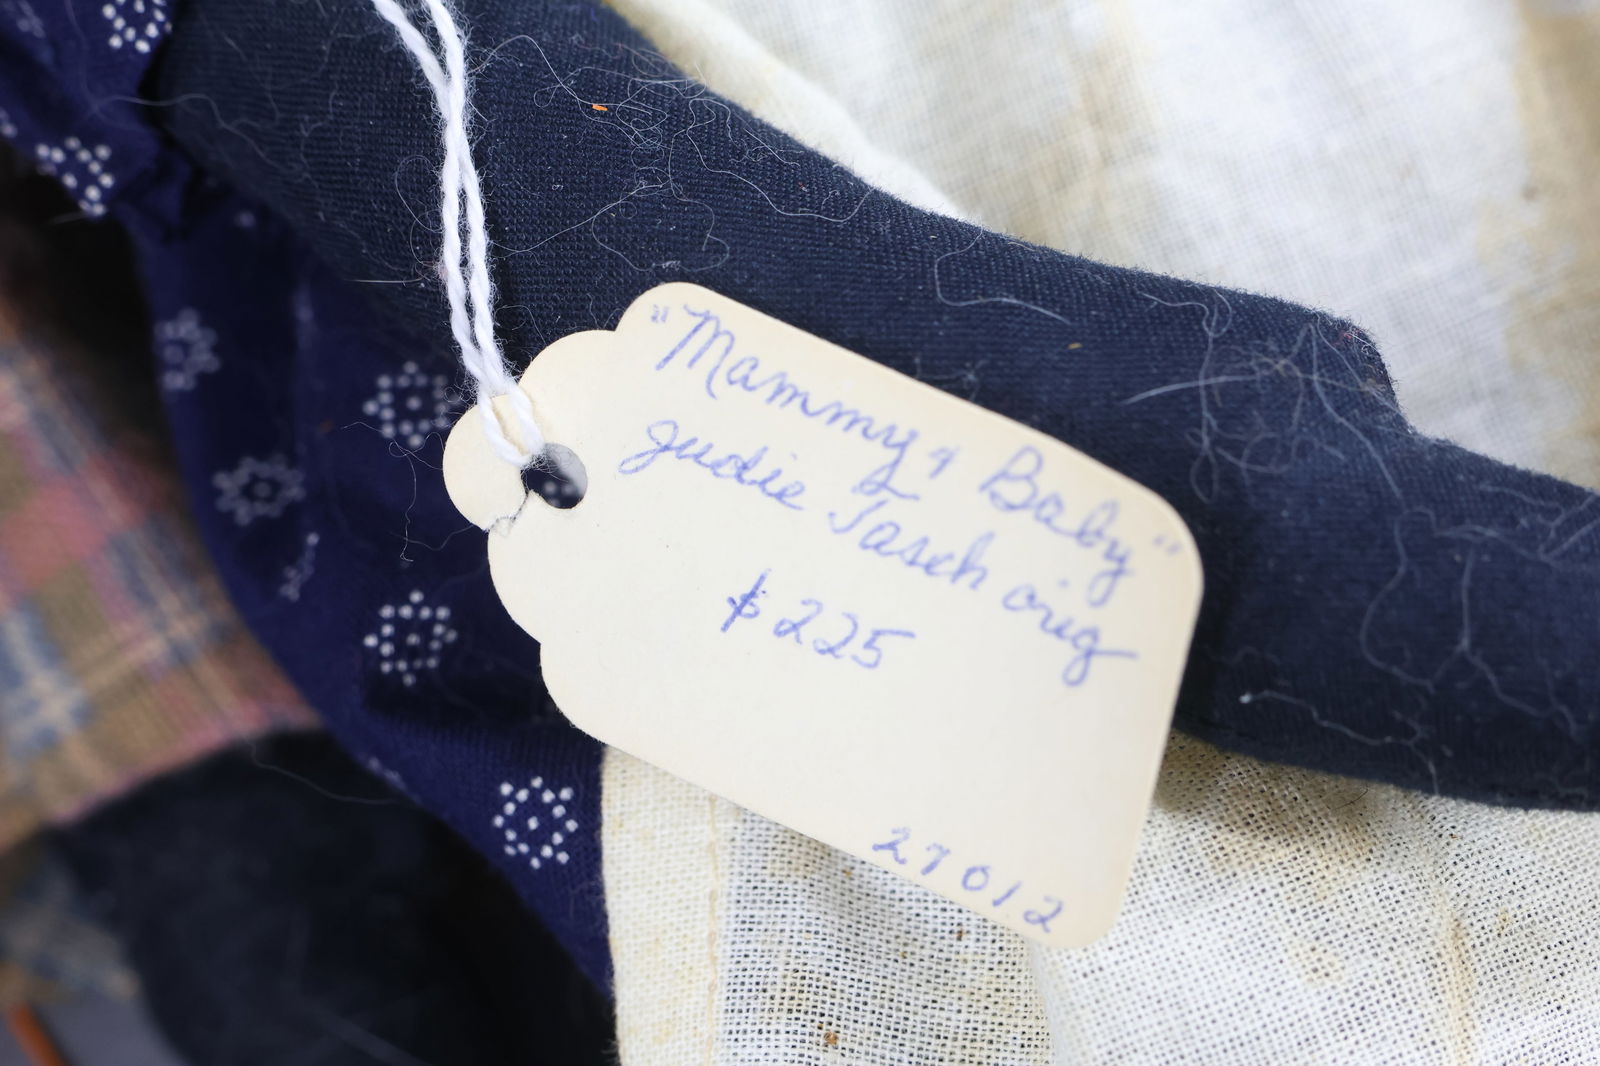 "Mammy & Baby"
Judie Tasch orig
$225
27012